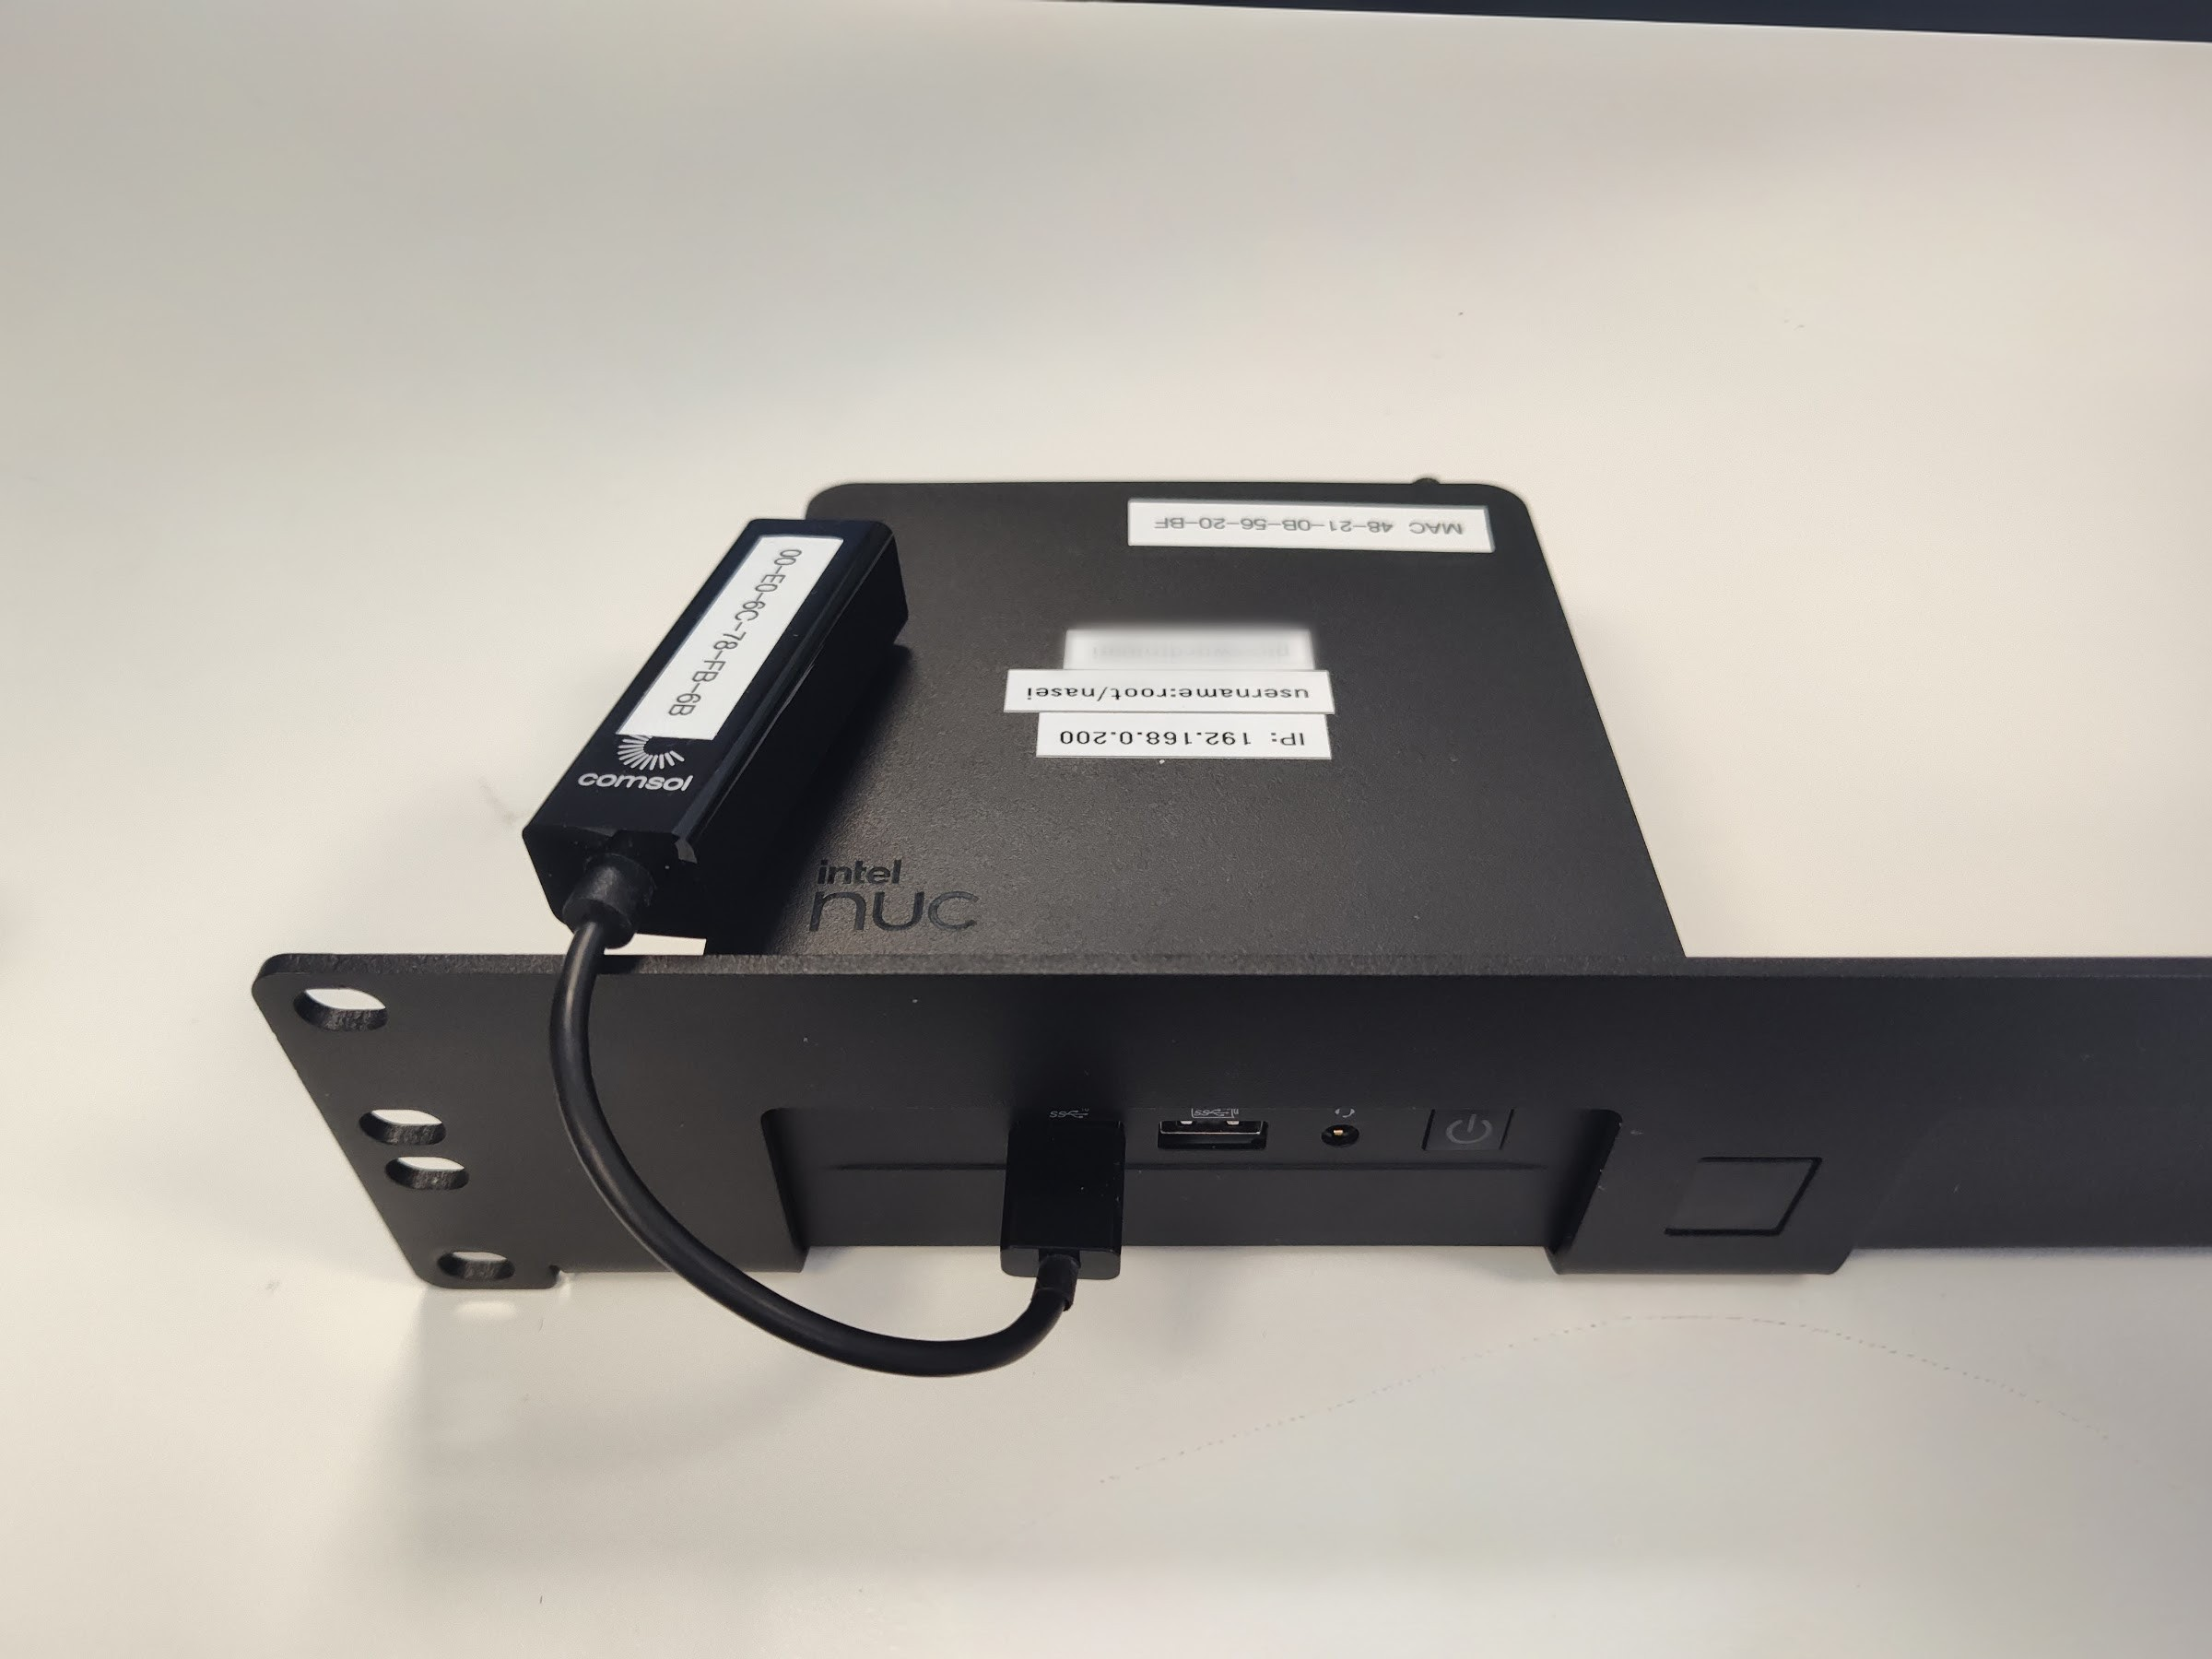 MAC 48-21-0B-56-20-BF
IP: 192.168.0.200
username:root/nasei
00-E0-6C-78-FB-6B
comsol
intel
nuc